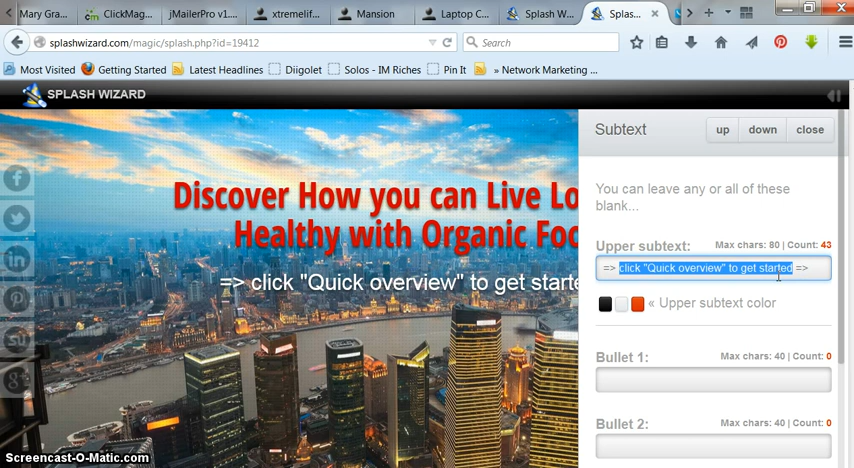 Mary Gra...
ClickMag...
jMailerPro v1...
xtremelif...
Mansion
Laptop C...
Splash W...
Splas...
splashwizard.com/magic/splash.php?id=19412
Search
Most Visited
Getting Started
Latest Headlines
Diigolet
Solos - IM Riches
Pin It
» Network Marketing ...
SPLASH WIZARD
Subtext
up
down
close
Discover How you can Live Lo
Healthy with Organic Foo
=> click "Quick overview" to get starte
You can leave any or all of these
blank...
Upper subtext:
Max chars: 80 | Count: 43
=> click "Quick overview" to get started =>
« Upper subtext color
Bullet 1:
Max chars: 40 | Count: 0
Bullet 2:
Max chars: 40 | Count: 0
Screencast-O-Matic.com